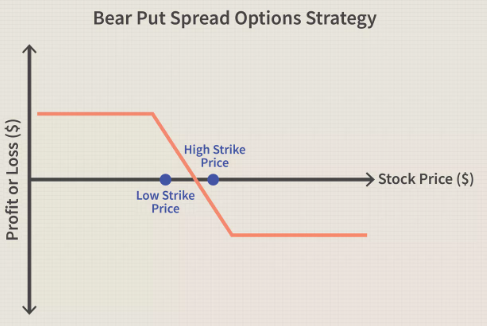 Bear Put Spread Options Strategy
Profit or Loss ($)
High Strike
Price
Stock Price ($)
Low Strike
Price